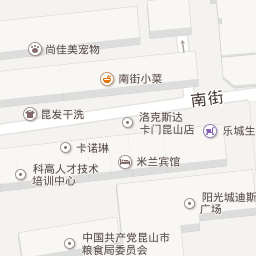 尚佳美宠物
南街小菜
南街
昆发干洗
洛克斯达
卡门昆山店
乐城生
卡诺琳
米兰宾馆
科高人才技术
培训中心
阳光城迪斯
广场
中国共产党昆山市
粮食局委员会